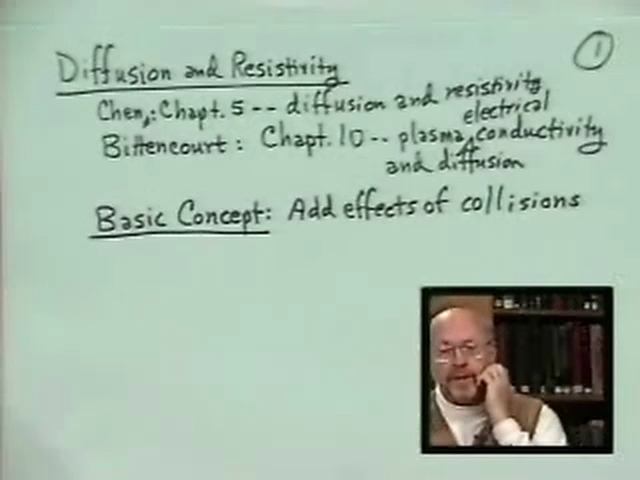 ①
Diffusion and Resistivity
Chen,: Chapt. 5 -- diffusion and resistivity
Bittencourt: Chapt. 10 -- plasma, electrical conductivity
and diffusion
Basic Concept: Add effects of collisions